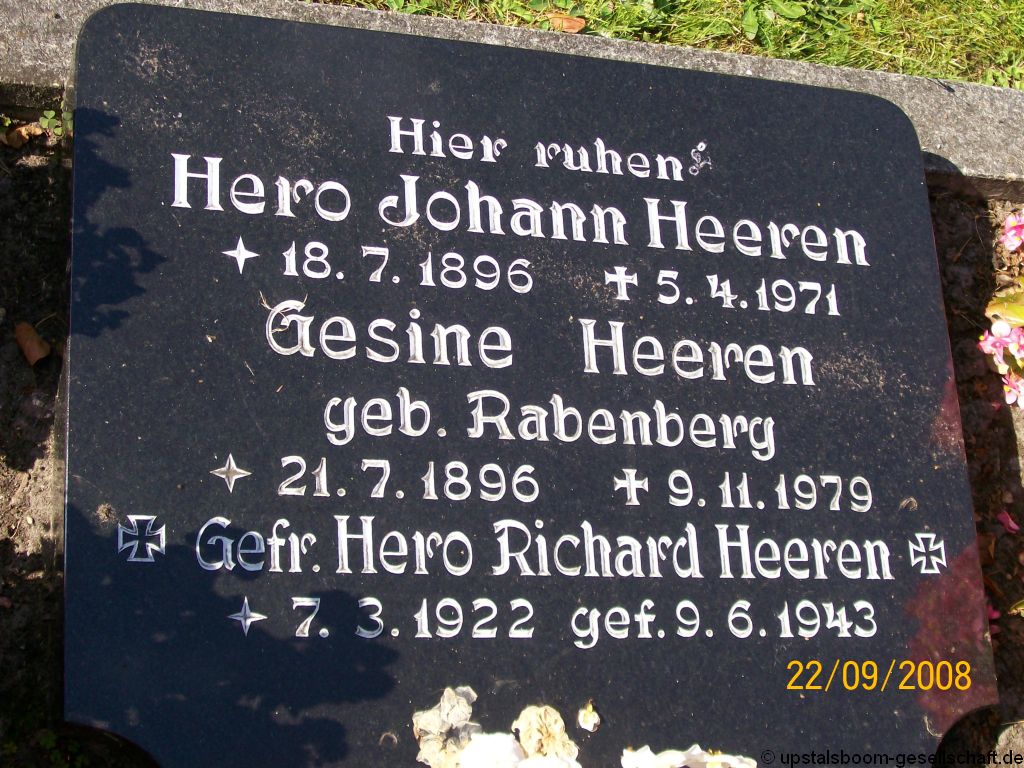 Hier ruhen
Hero Johann Heeren
18. 7. 1896 5. 4. 1971
Gesine Heeren
geb. Rabenberg
21. 7. 1896 9. 11. 1979
Gefr. Hero Richard Heeren
7. 3. 1922 gef. 9. 6. 1943
22/09/2008
© upstalsboom-gesellschaft.de